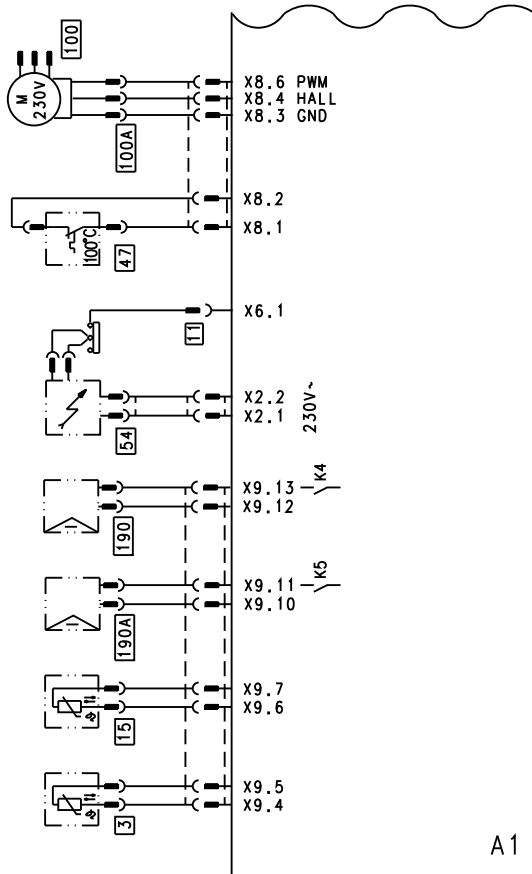 100
M
230V
X8.6 PWM
X8.4 HALL
X8.3 GND
100A
X8.2
X8.1
100°C
47
X6.1
11
X2.2
X2.1
230V~
54
X9.13
K4
X9.12
190
X9.11
K5
X9.10
190A
X9.7
X9.6
15
X9.5
X9.4
3
A1